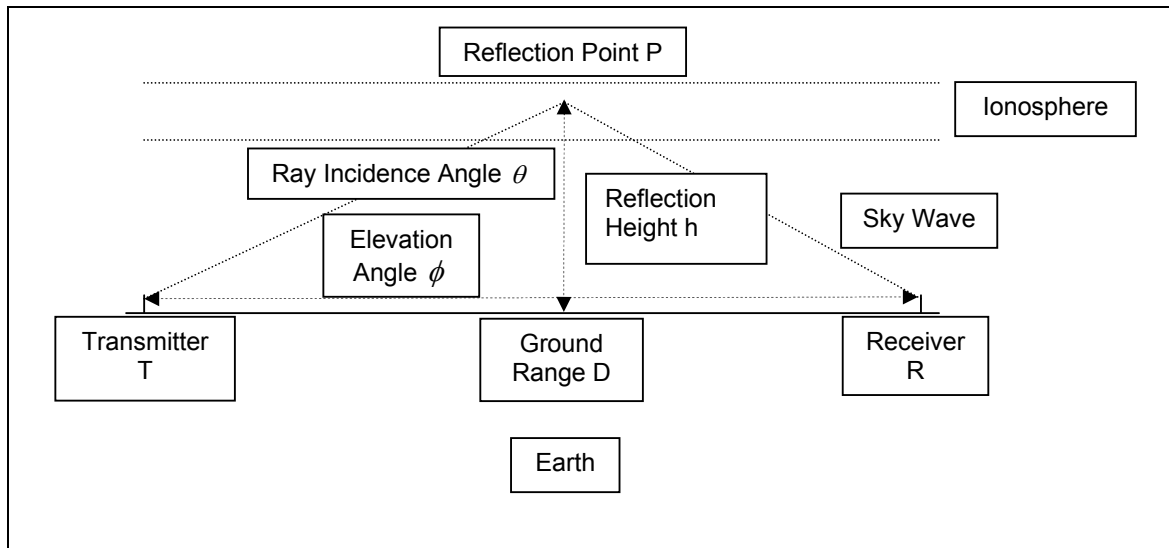 Reflection Point P
Ionosphere
Ray Incidence Angle θ
Reflection
Height h
Sky Wave
Elevation
Angle ϕ
Transmitter
T
Ground
Range D
Receiver
R
Earth